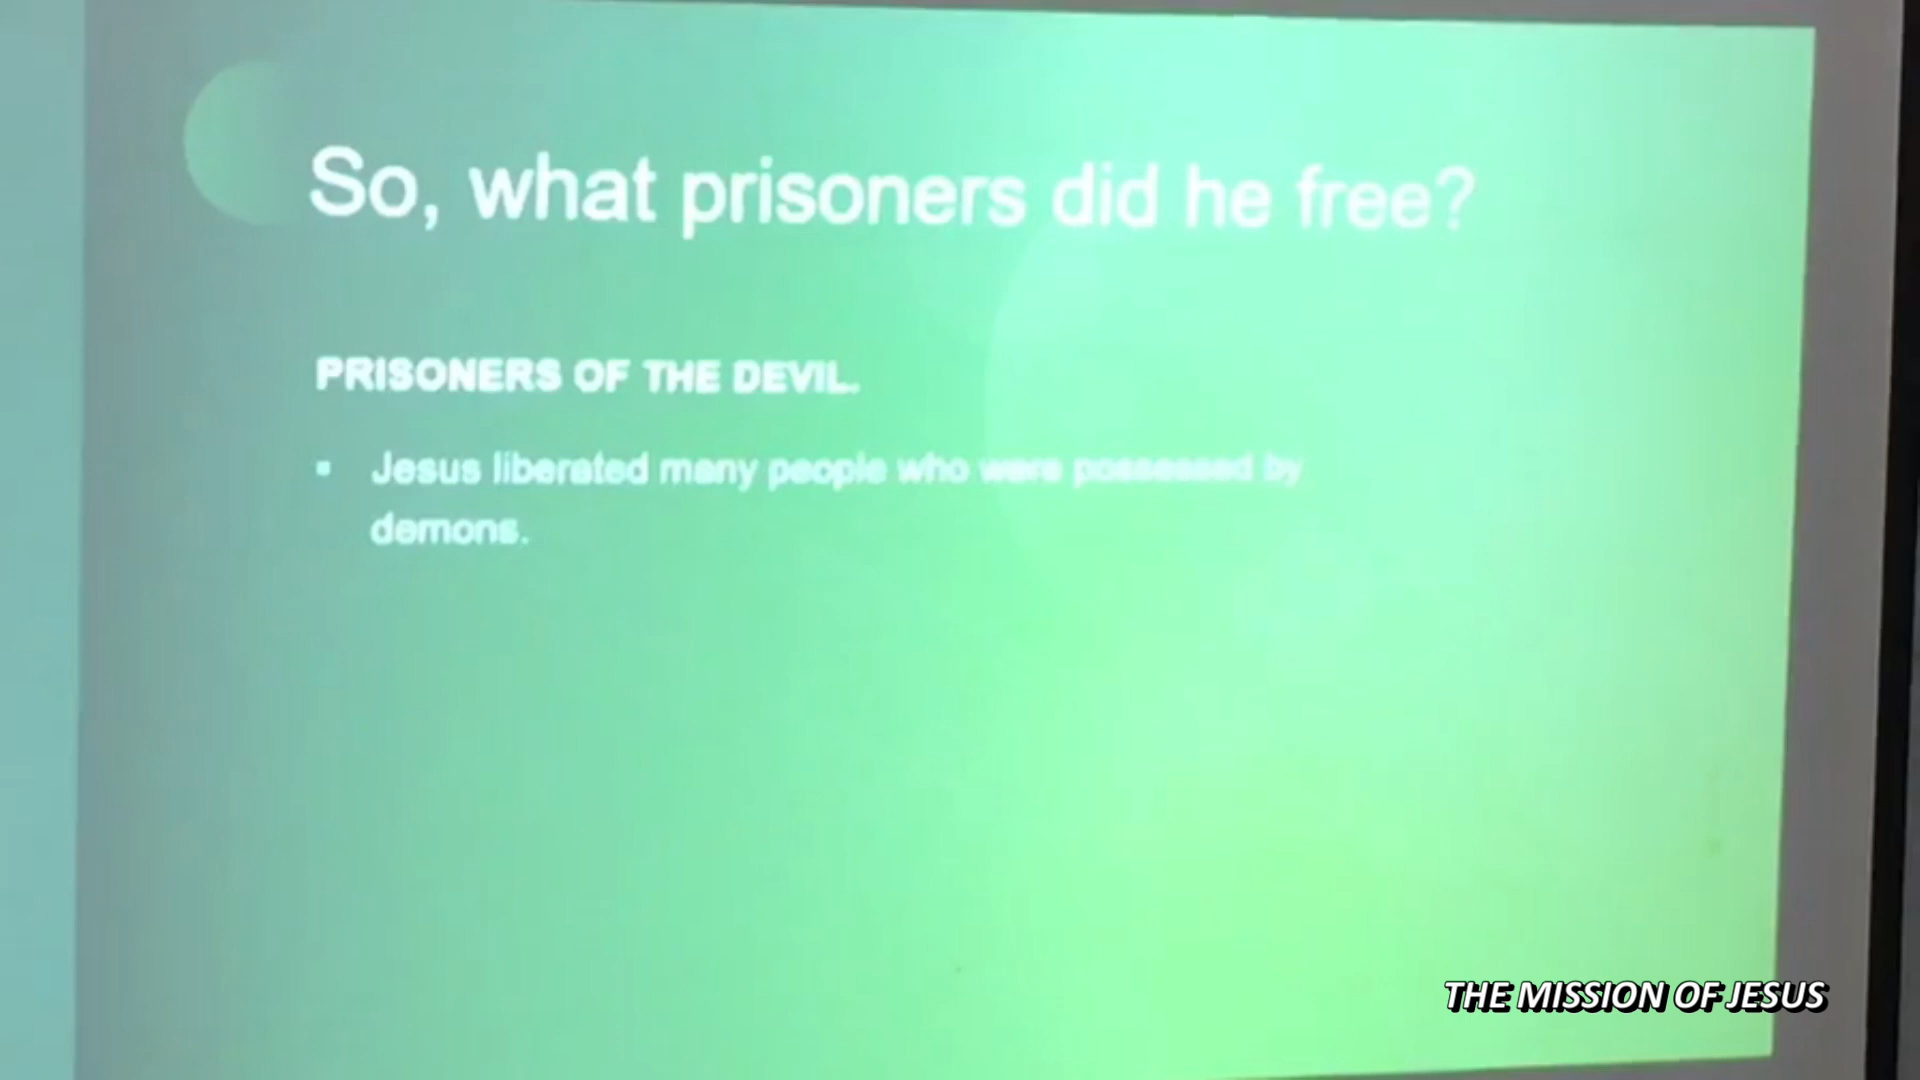 So, what prisoners did he free?
PRISONERS OF THE DEVIL.
Jesus liberated many people who were possessed by
demons.
THE MISSION OF JESUS